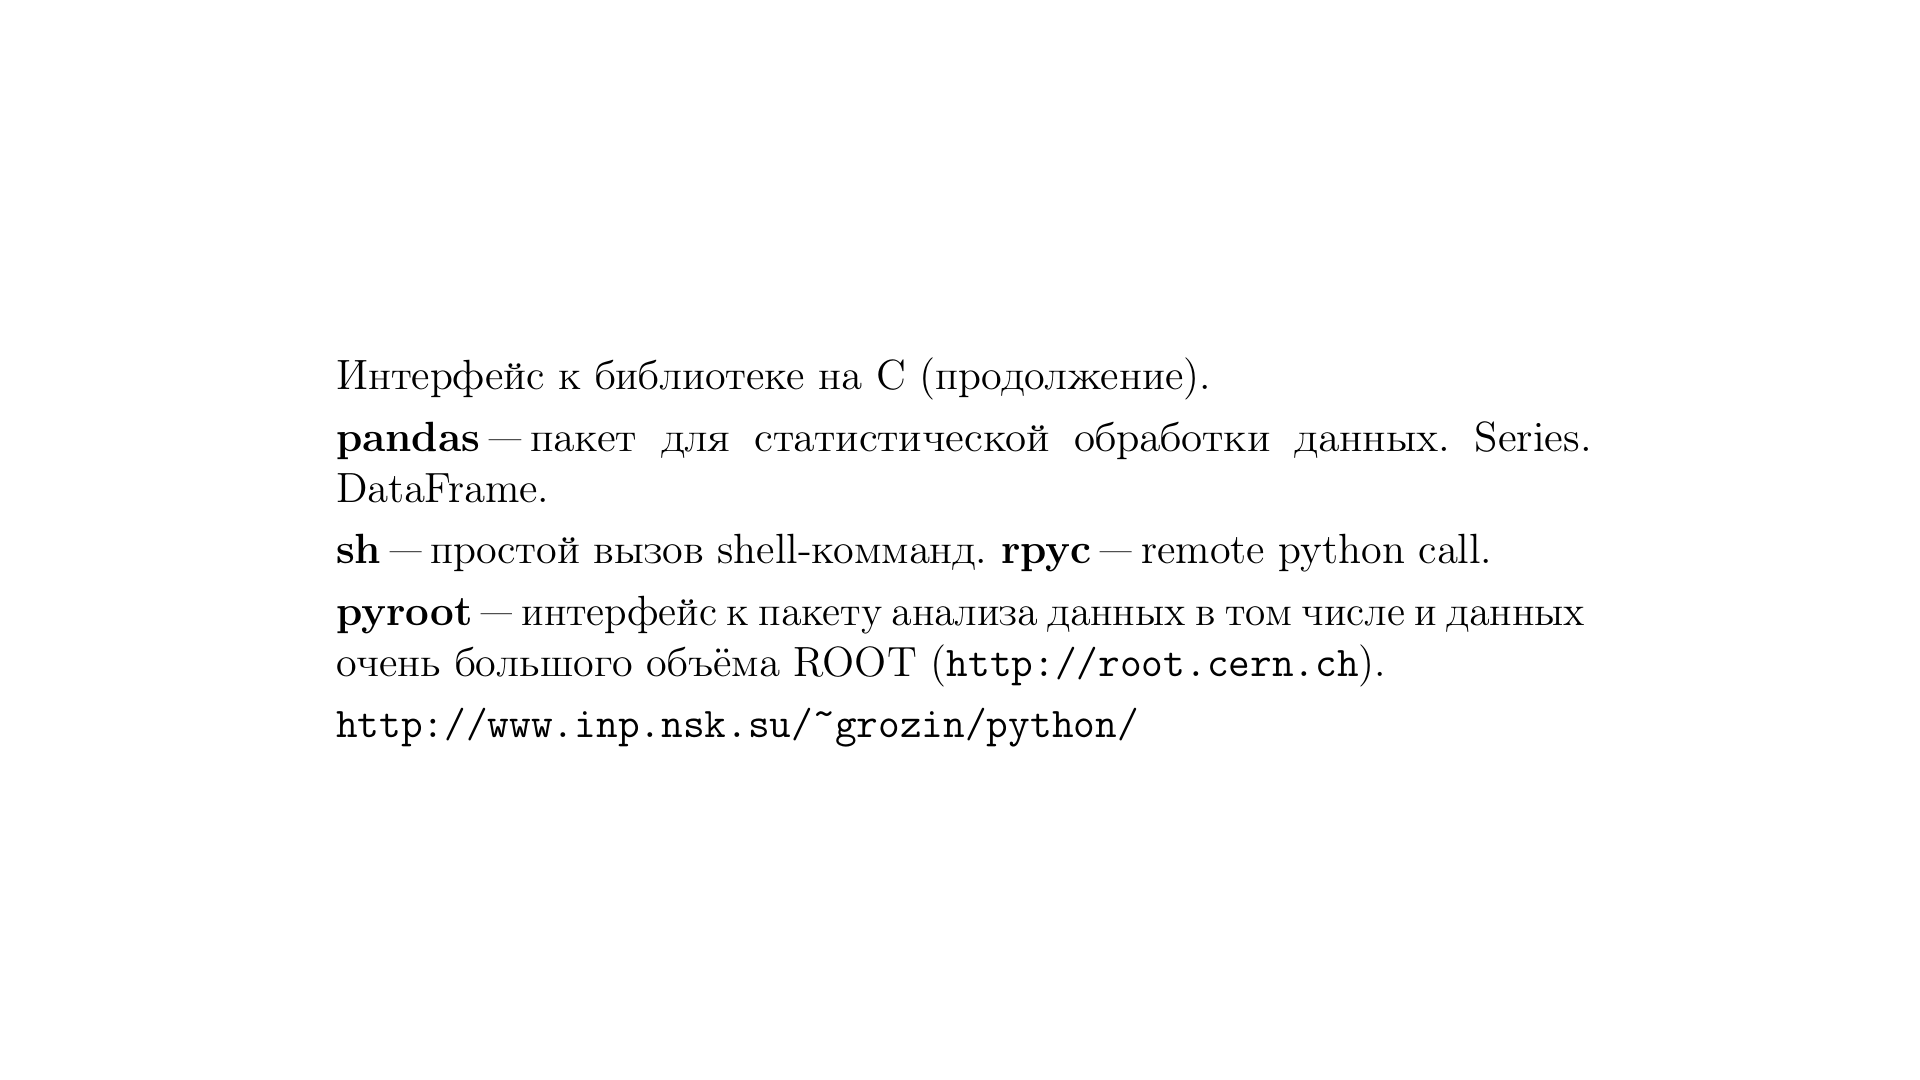 Интерфейс к библиотеке на C (продолжение).
pandas — пакет для статистической обработки данных. Series.
DataFrame.
sh — простой вызов shell-комманд. rpyc — remote python call.
pyroot — интерфейс к пакету анализа данных в том числе и данных
очень большого объёма ROOT (http://root.cern.ch).
http://www.inp.nsk.su/~grozin/python/